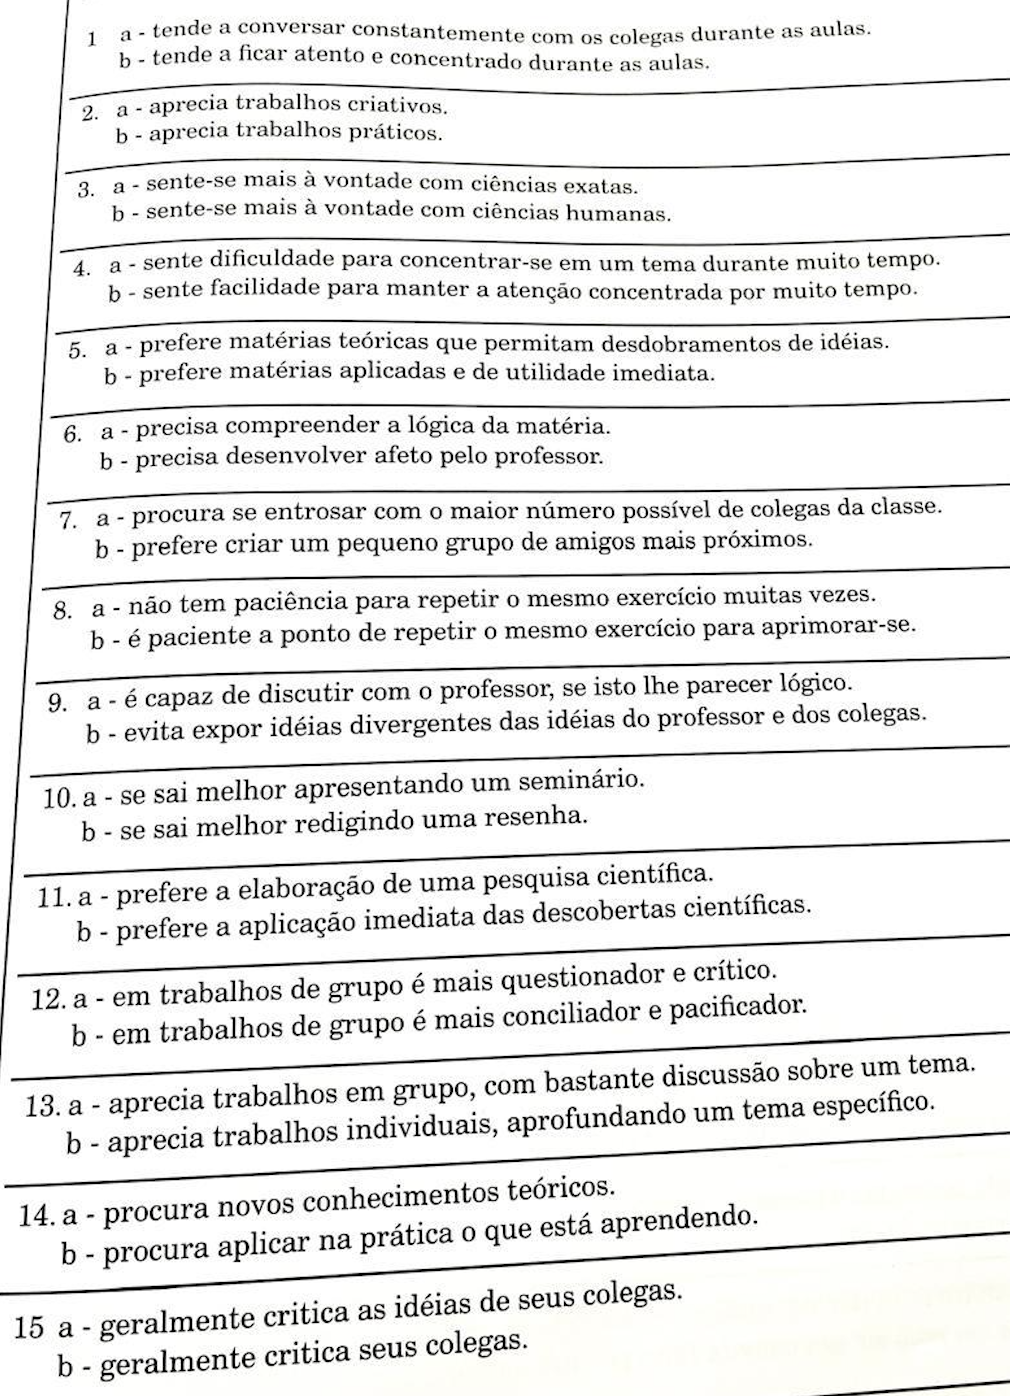 1 a - tende a conversar constantemente com os colegas durante as aulas.
b - tende a ficar atento e concentrado durante as aulas.
2. a - aprecia trabalhos criativos.
b - aprecia trabalhos práticos.
3. a - sente-se mais à vontade com ciências exatas.
b - sente-se mais à vontade com ciências humanas.
4. a - sente dificuldade para concentrar-se em um tema durante muito tempo.
b - sente facilidade para manter a atenção concentrada por muito tempo.
5. a - prefere matérias teóricas que permitam desdobramentos de idéias.
b - prefere matérias aplicadas e de utilidade imediata.
6. a - precisa compreender a lógica da matéria.
b - precisa desenvolver afeto pelo professor.
7. a - procura se entrosar com o maior número possível de colegas da classe.
b - prefere criar um pequeno grupo de amigos mais próximos.
8. a - não tem paciência para repetir o mesmo exercício muitas vezes.
b - é paciente a ponto de repetir o mesmo exercício para aprimorar-se.
9. a - é capaz de discutir com o professor, se isto lhe parecer lógico.
b - evita expor idéias divergentes das idéias do professor e dos colegas.
10. a - se sai melhor apresentando um seminário.
b - se sai melhor redigindo uma resenha.
11. a - prefere a elaboração de uma pesquisa científica.
b - prefere a aplicação imediata das descobertas científicas.
12. a - em trabalhos de grupo é mais questionador e crítico.
b - em trabalhos de grupo é mais conciliador e pacificador.
13. a - aprecia trabalhos em grupo, com bastante discussão sobre um tema.
b - aprecia trabalhos individuais, aprofundando um tema específico.
14. a - procura novos conhecimentos teóricos.
b - procura aplicar na prática o que está aprendendo.
15 a - geralmente critica as idéias de seus colegas.
b - geralmente critica seus colegas.